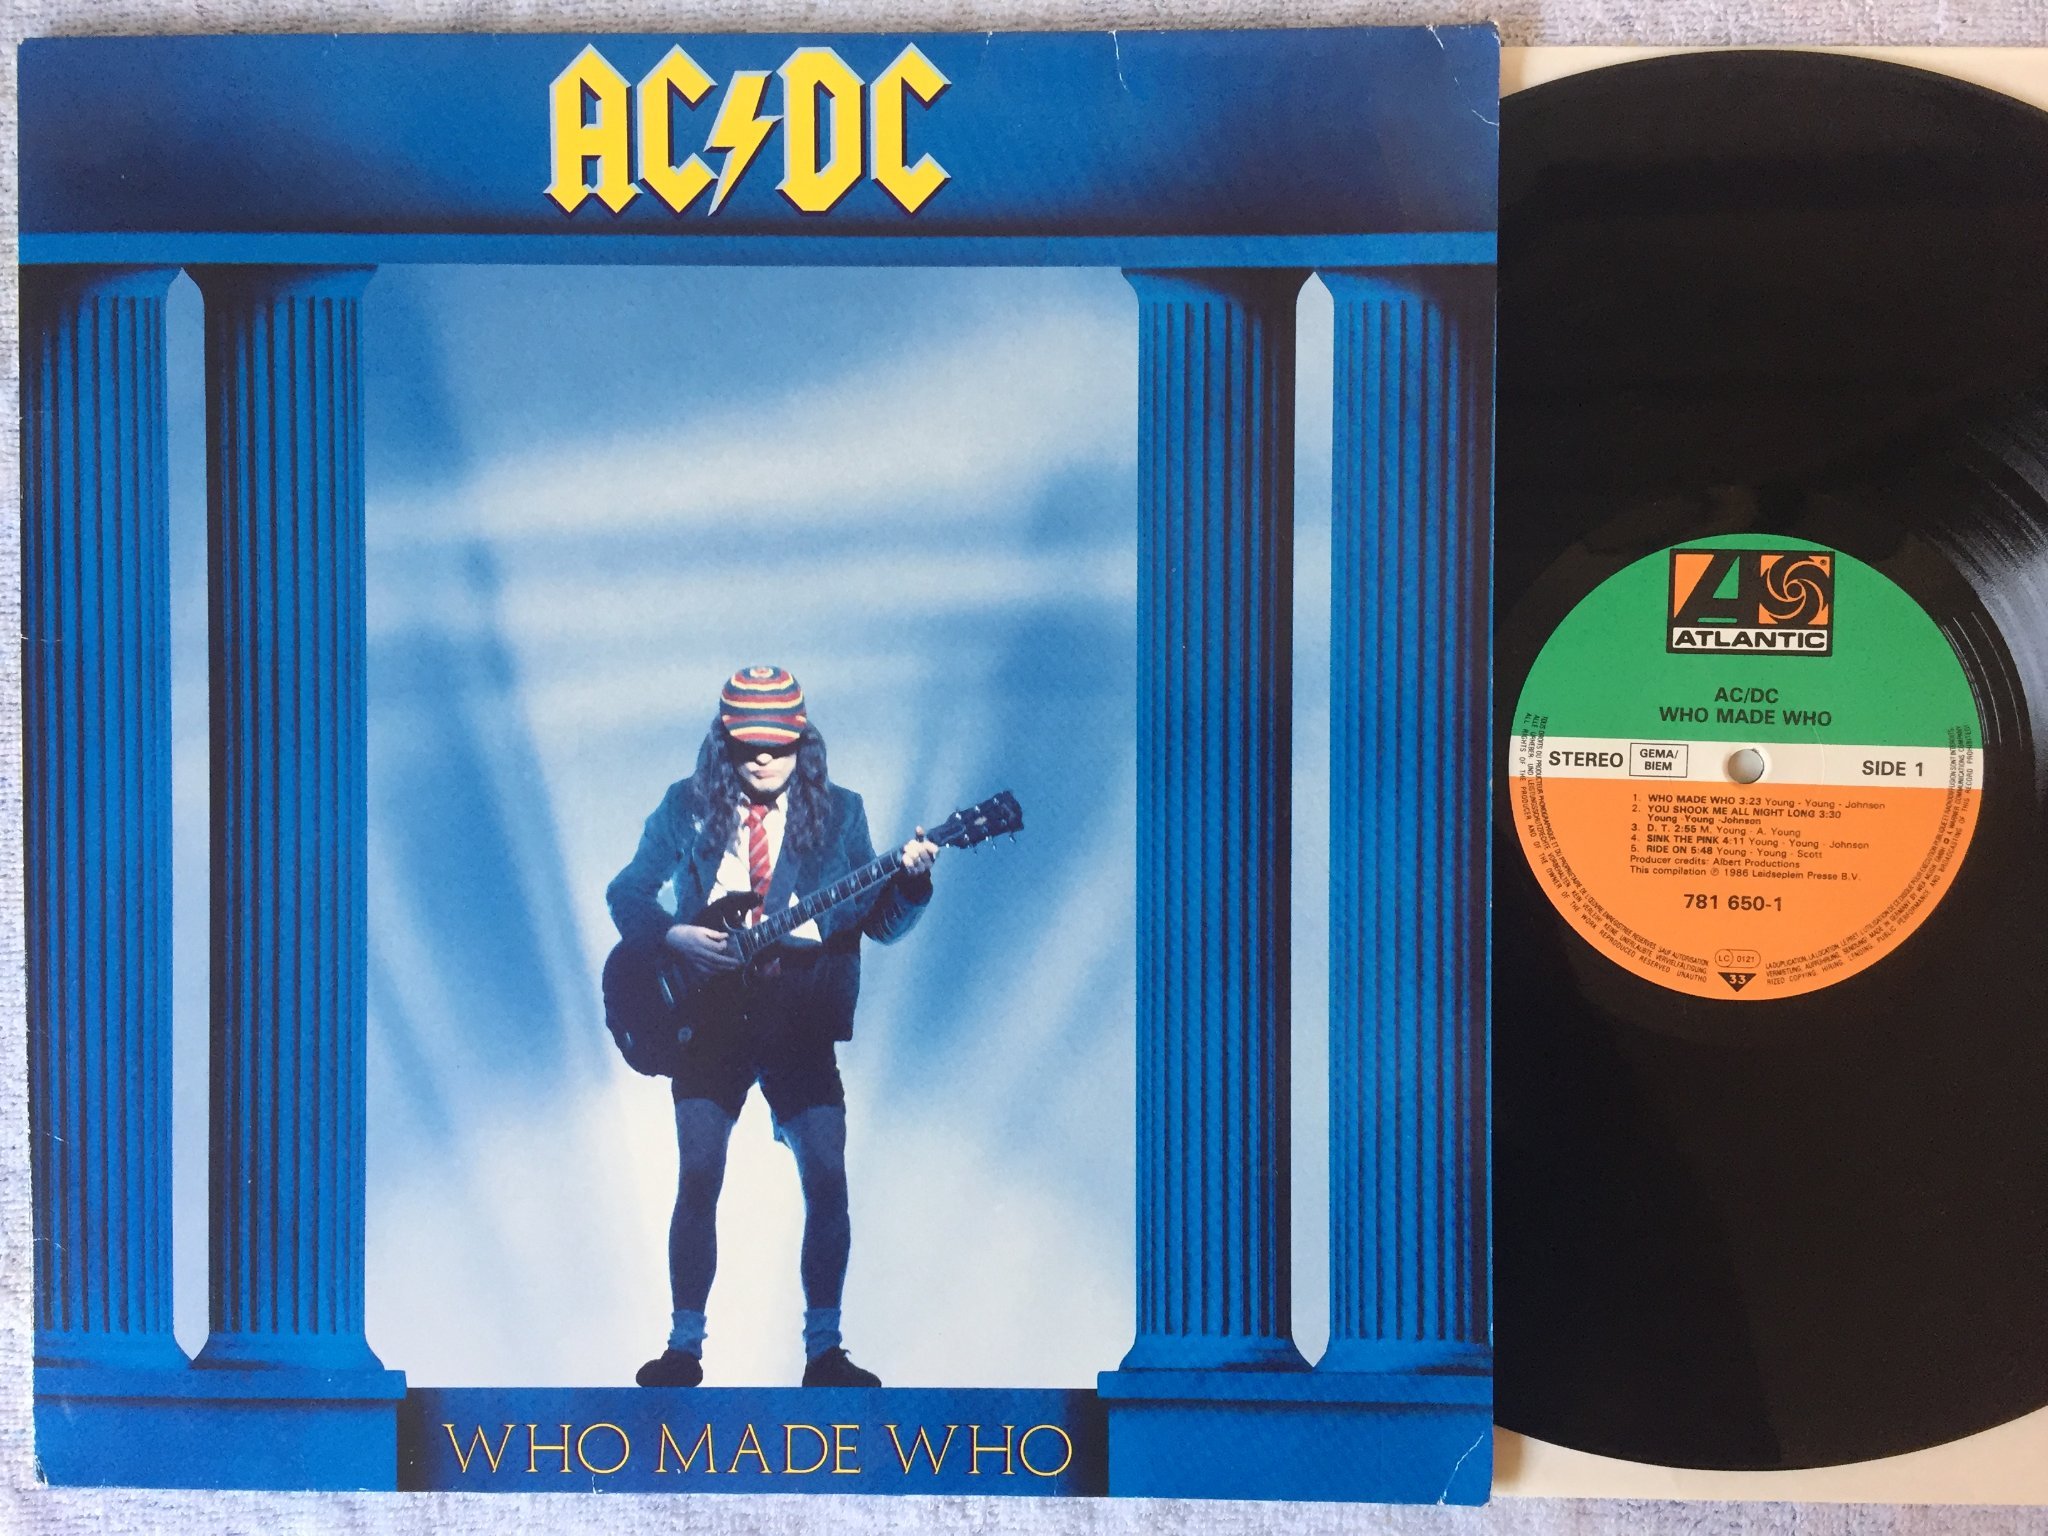 AC/DC
WHO MADE WHO
ATLANTIC
AC/DC
WHO MADE WHO
STEREO
GEMA/
BIEM
SIDE 1
1. WHO MADE WHO 3:23 Young - Young - Johnson
2. YOU SHOOK ME ALL NIGHT LONG 3:30
Young - Young - Johnson
3. D. T. 2:55 M. Young - A. Young
4. SINK THE PINK 4:11 Young - Young - Johnson
5. RIDE ON 5:48 Young - Young - Scott
Producer credits: Albert Productions
This compilation ℗ 1986 Leidseplein Presse B.V.
781 650-1
LC 0121
33